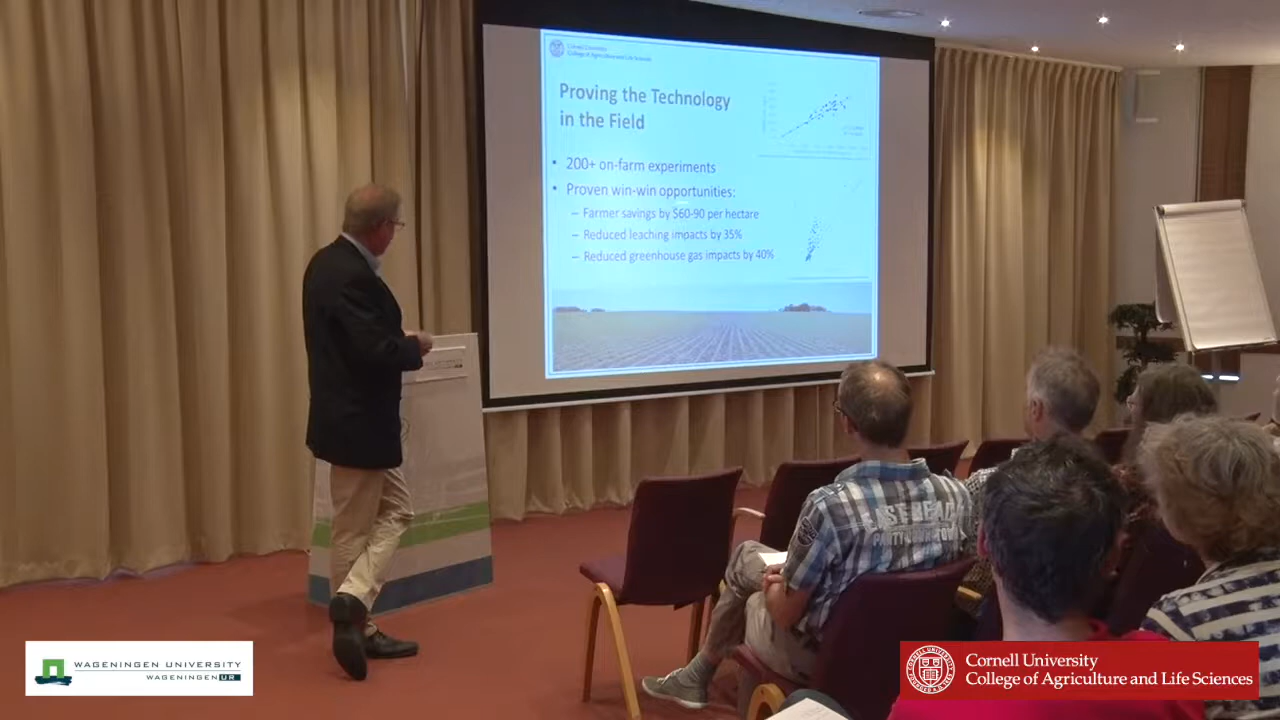 Cornell University
College of Agriculture and Life Sciences
Proving the Technology
in the Field
• 200+ on-farm experiments
• Proven win-win opportunities:
– Farmer savings by $60-90 per hectare
– Reduced leaching impacts by 35%
– Reduced greenhouse gas impacts by 40%
WAGENINGEN UNIVERSITY
WAGENINGEN UR
Cornell University
College of Agriculture and Life Sciences